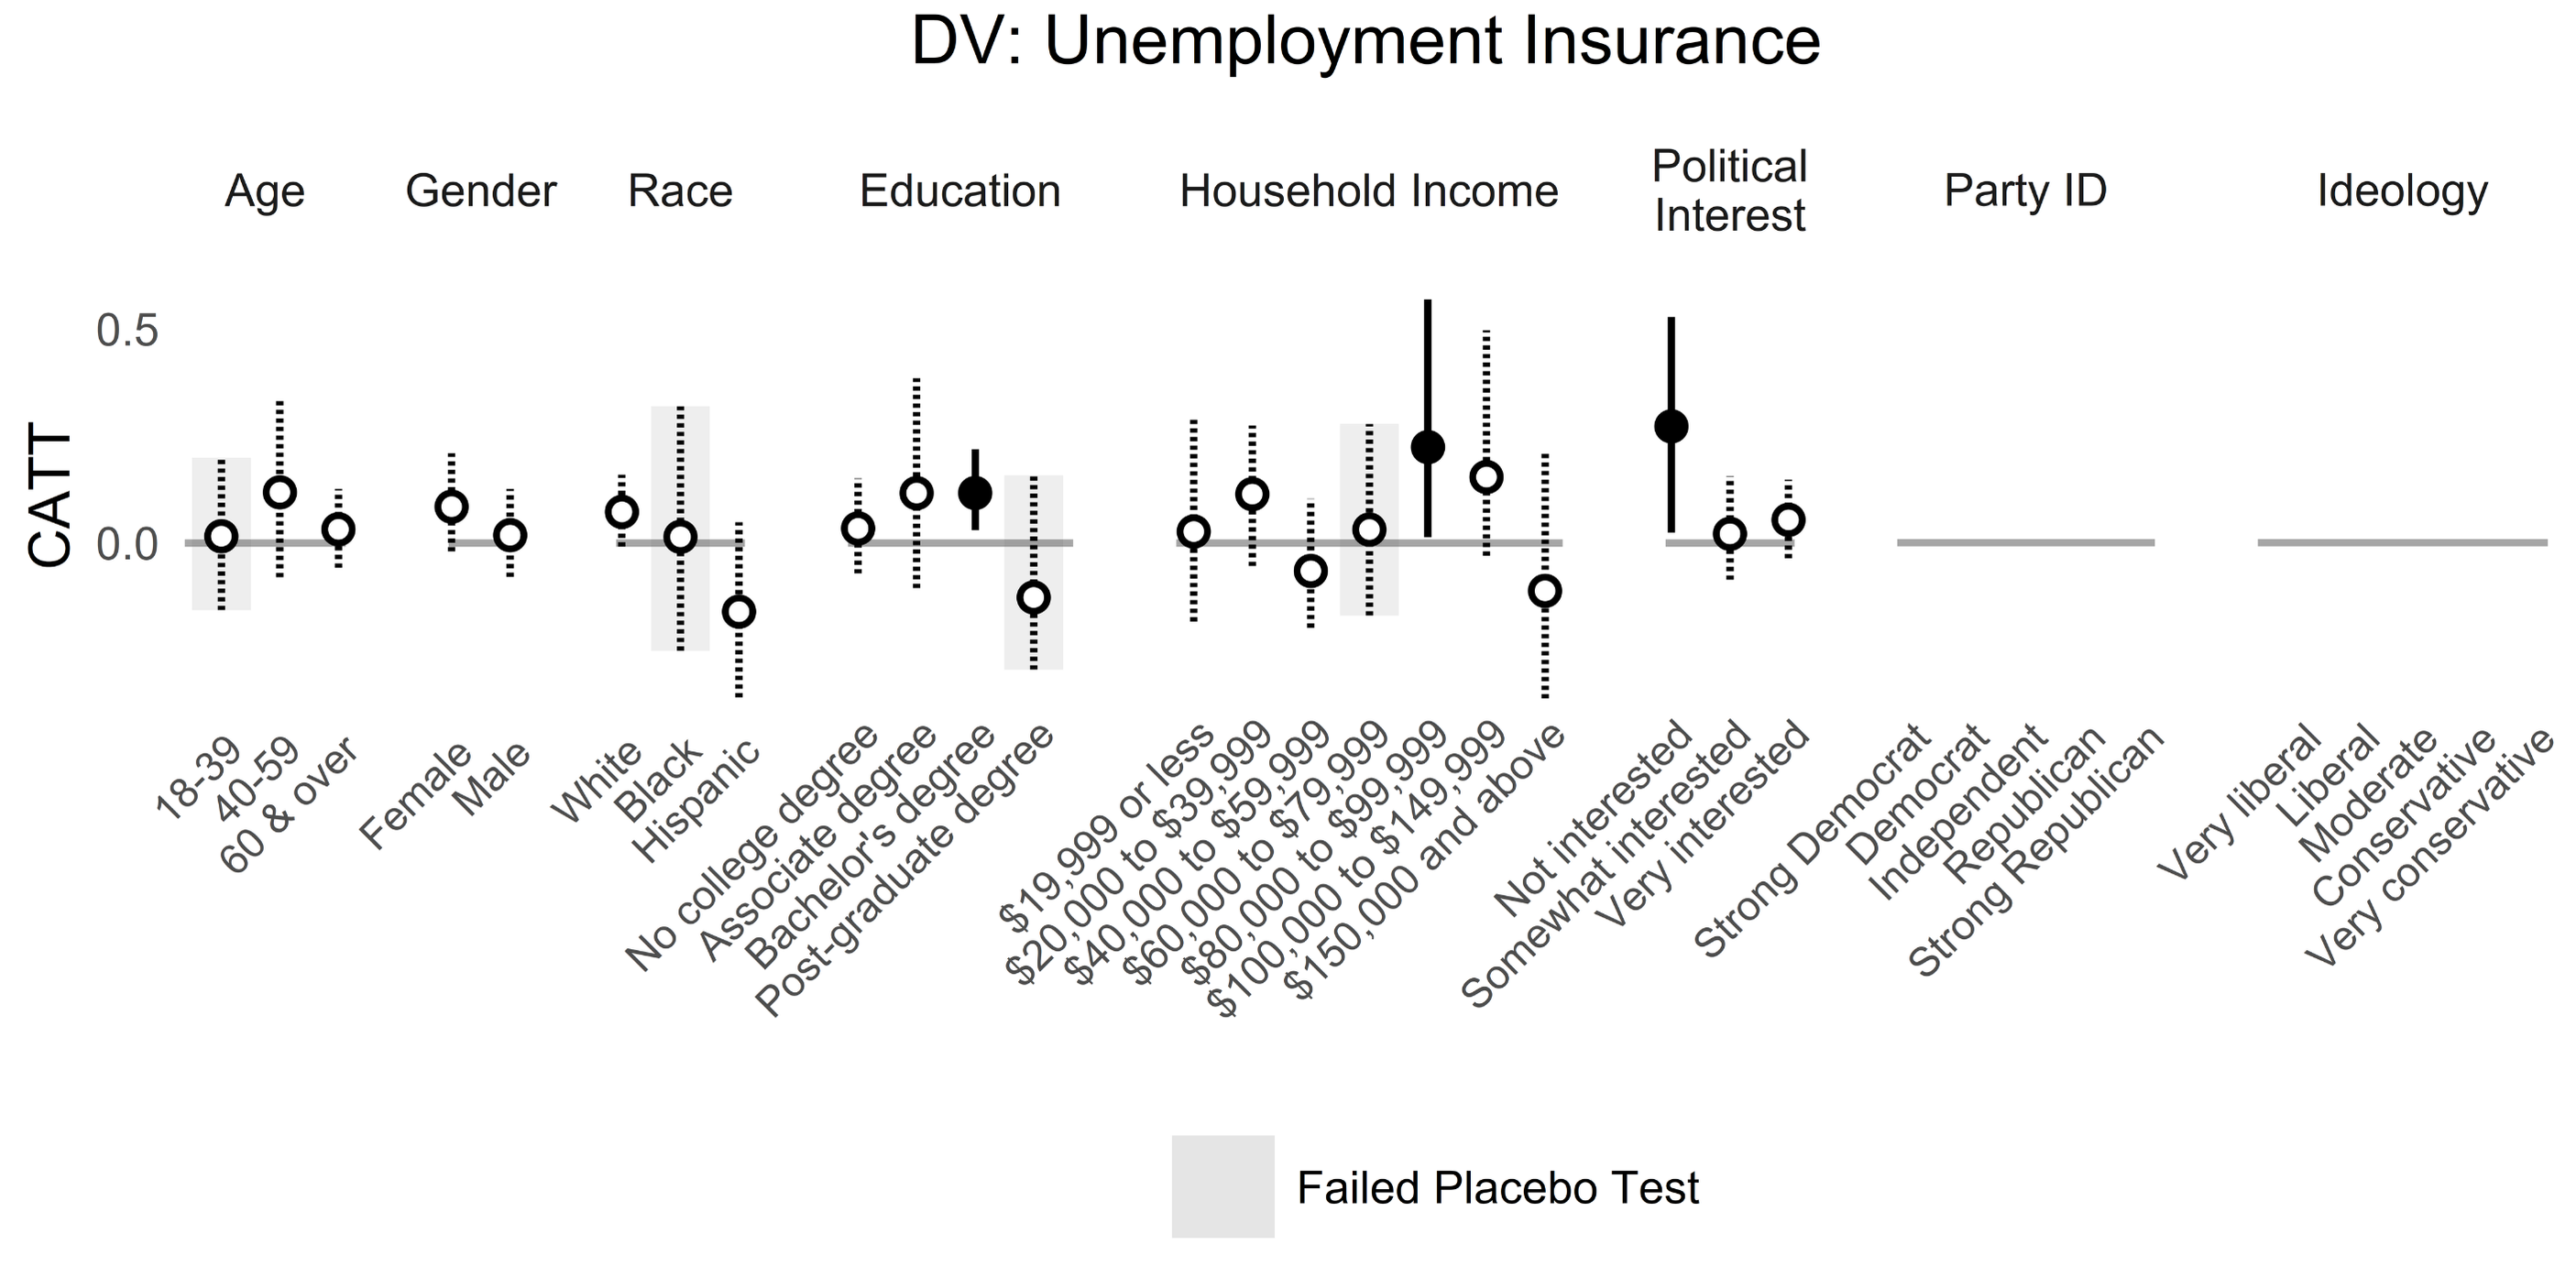 DV: Unemployment Insurance
Age
Gender
Race
Education
Household Income
Political
Interest
Party ID
Ideology
CATT
0.5
0.0
18-39
40-59
60 & over
Female
Male
White
Black
Hispanic
No college degree
Associate degree
Bachelor's degree
Post-graduate degree
$19,999 or less
$20,000 to $39,999
$40,000 to $59,999
$60,000 to $79,999
$80,000 to $99,999
$100,000 to $149,999
$150,000 and above
Not interested
Somewhat interested
Very interested
Strong Democrat
Democrat
Independent
Republican
Strong Republican
Very liberal
Liberal
Moderate
Conservative
Very conservative
Failed Placebo Test